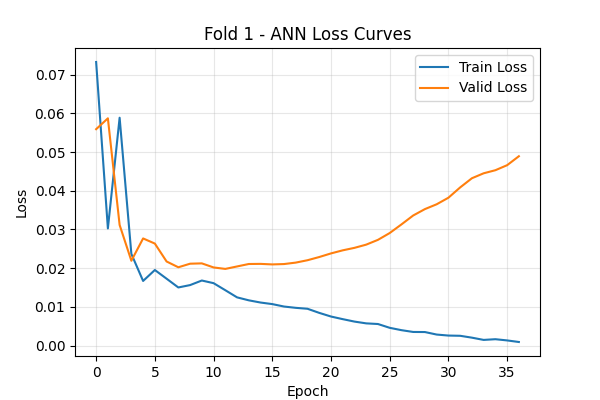 Fold 1 - ANN Loss Curves
Train Loss
Valid Loss
0.07
0.06
0.05
0.04
0.03
0.02
0.01
0.00
Loss
0 5 10 15 20 25 30 35
Epoch